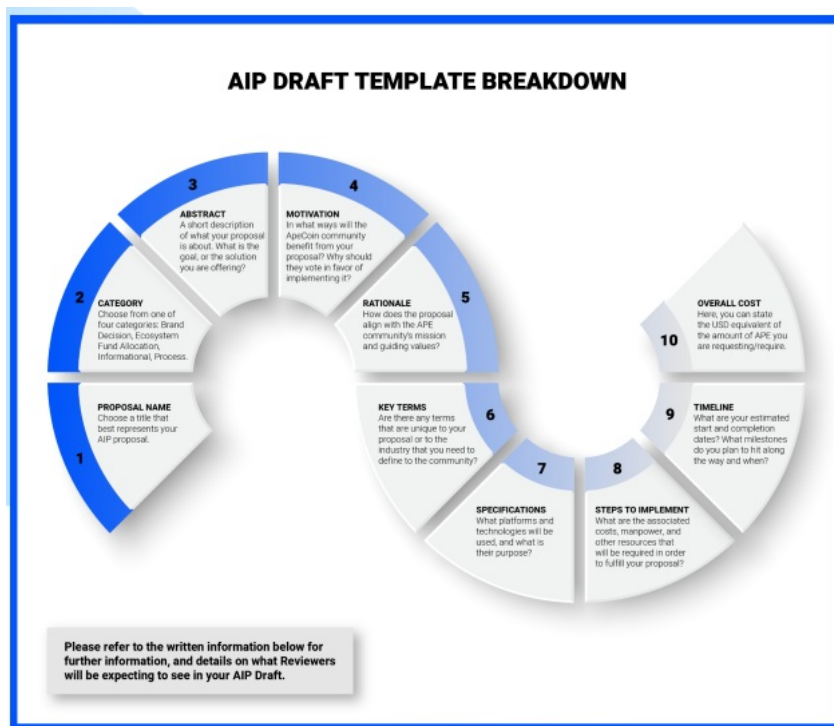 AIP DRAFT TEMPLATE BREAKDOWN
1
PROPOSAL NAME
Choose a title that
best represents your
AIP proposal.
2
CATEGORY
Choose from one of
four categories: Brand
Decision, Ecosystem
Fund Allocation,
Informational, Process.
3
ABSTRACT
A short description
of what your proposal
is about. What is the
goal, or the solution
you are offering?
4
MOTIVATION
In what ways will the
ApeCoin community
benefit from your
proposal? Why should
they vote in favor of
implementing it?
5
RATIONALE
How does the proposal
align with the APE
community's mission
and guiding values?
6
KEY TERMS
Are there any terms
that are unique to your
proposal or to the
industry that you need to
define to the community?
7
SPECIFICATIONS
What platforms and
technologies will be
used, and what is
their purpose?
8
STEPS TO IMPLEMENT
What are the associated
costs, manpower, and
other resources that
will be required in order
to fulfill your proposal?
9
TIMELINE
What are your estimated
start and completion
dates? What milestones
do you plan to hit along
the way and when?
10
OVERALL COST
Here, you can state
the USD equivalent of
the amount of APE you
are requesting/require.
Please refer to the written information below for
further information, and details on what Reviewers
will be expecting to see in your AIP Draft.